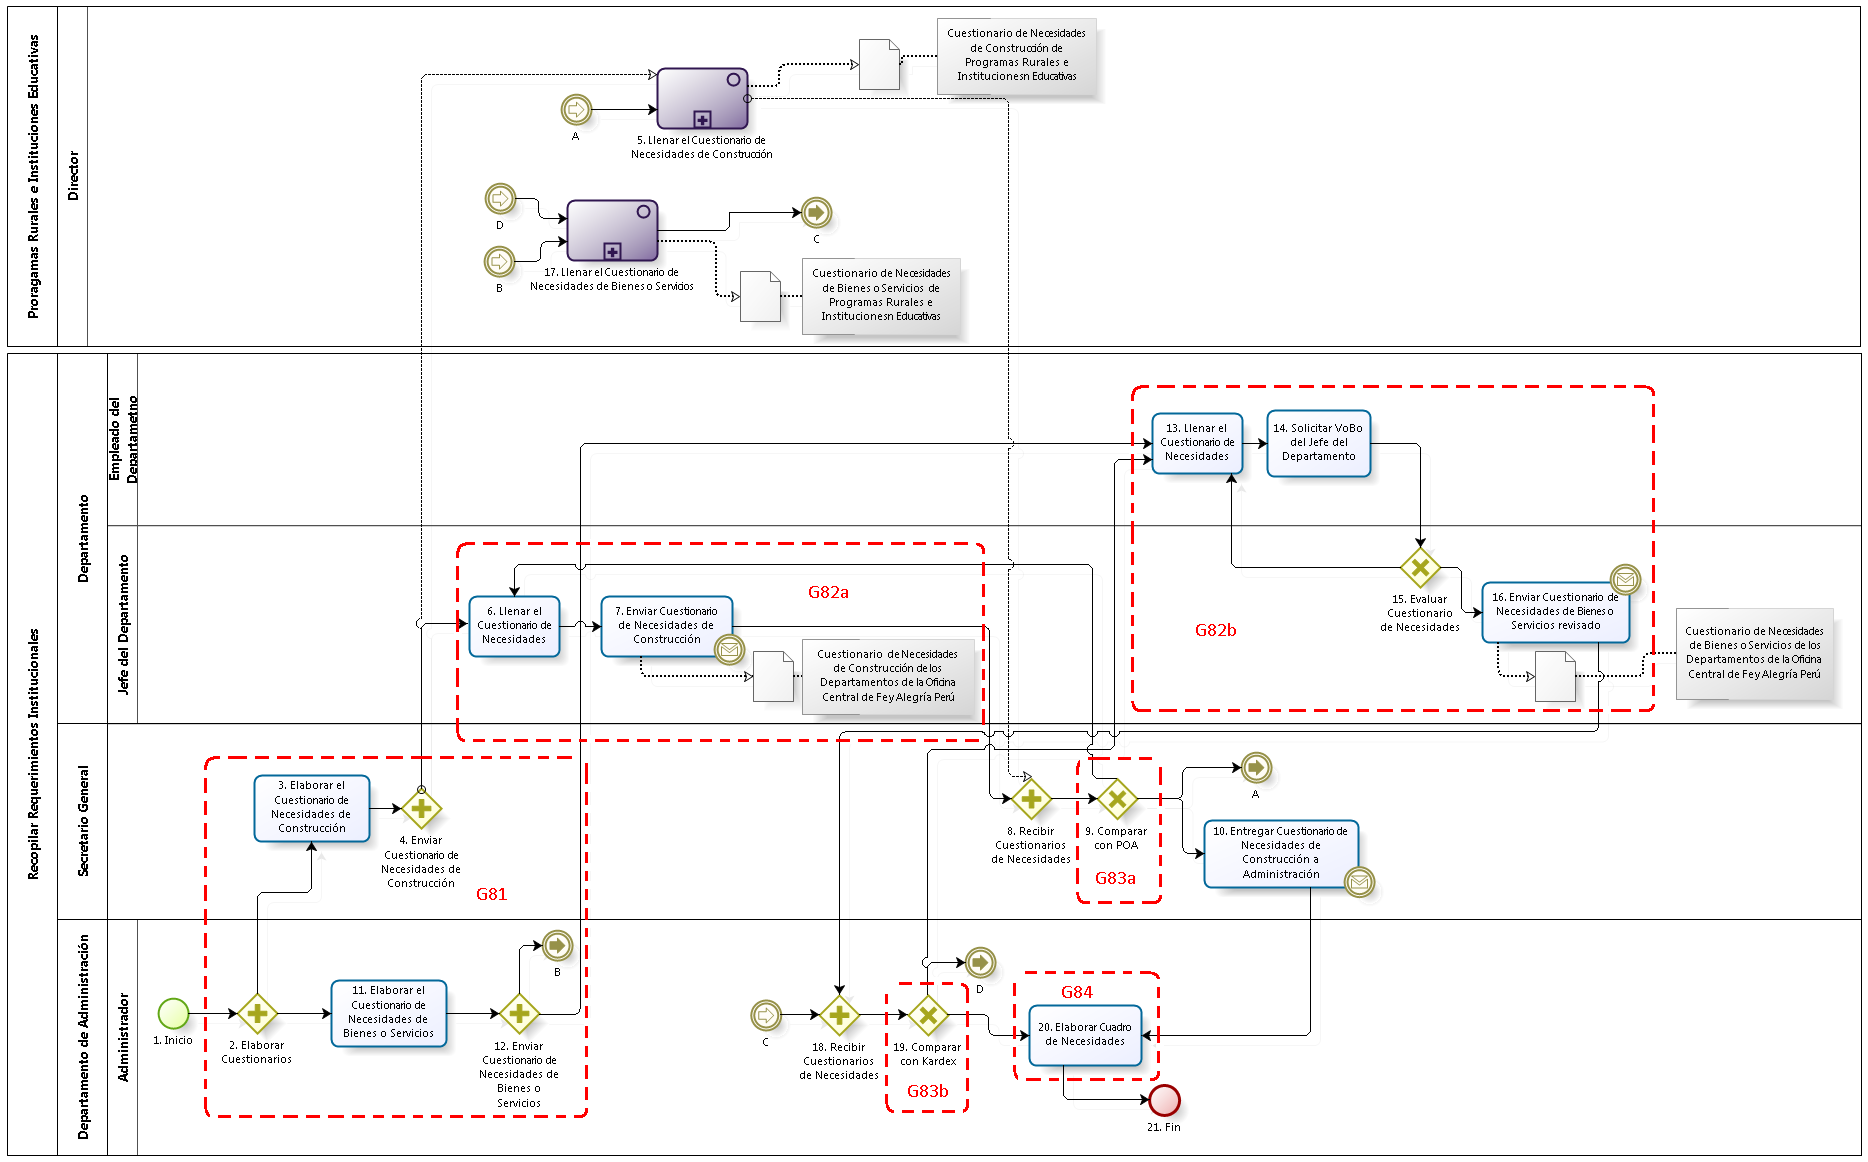 Proragamas Rurales e Instituciones Educativas
Director
Cuestionario de Necesidades
de Construcción de
Programas Rurales e
Institucionesn Educativas
A
5. Llenar el Cuestionario de
Necesidades de Construcción
D
B
17. Llenar el Cuestionario de
Necesidades de Bienes o Servicios
C
Cuestionario de Necesidades
de Bienes o Servicios de
Programas Rurales e
Institucionesn Educativas
Recopilar Requerimientos Institucionales
Departamento
Empleado del
Departametno
13. Llenar el
Cuestionario de
Necesidades
14. Solicitar VoBo
del Jefe del
Departamento
Jefe del Departamento
G82a
6. Llenar el
Cuestionario de
Necesidades
7. Enviar Cuestionario
de Necesidades de
Construcción
Cuestionario de Necesidades
de Construcción de los
Departamentos de la Oficina
Central de Fe y Alegría Perú
G82b
15. Evaluar
Cuestionario
de Necesidades
16. Enviar Cuestionario de
Necesidades de Bienes o
Servicios revisado
Cuestionario de Necesidades
de Bienes o Servicios de los
Departamentos de la Oficina
Central de Fe y Alegría Perú
Secretario General
3. Elaborar el
Cuestionario de
Necesidades de
Construcción
4. Enviar
Cuestionario de
Necesidades de
Construcción
G81
8. Recibir
Cuestionarios
de Necesidades
9. Comparar
con POA
G83a
A
10. Entregar Cuestionario de
Necesidades de
Construcción a
Administración
Departamento de Administración
Administrador
1. Inicio
2. Elaborar
Cuestionarios
11. Elaborar el
Cuestionario de
Necesidades de
Bienes o Servicios
B
12. Enviar
Cuestionario de
Necesidades de
Bienes o
Servicios
C
18. Recibir
Cuestionarios
de Necesidades
19. Comparar
con Kardex
G83b
D
G84
20. Elaborar Cuadro
de Necesidades
21. Fin